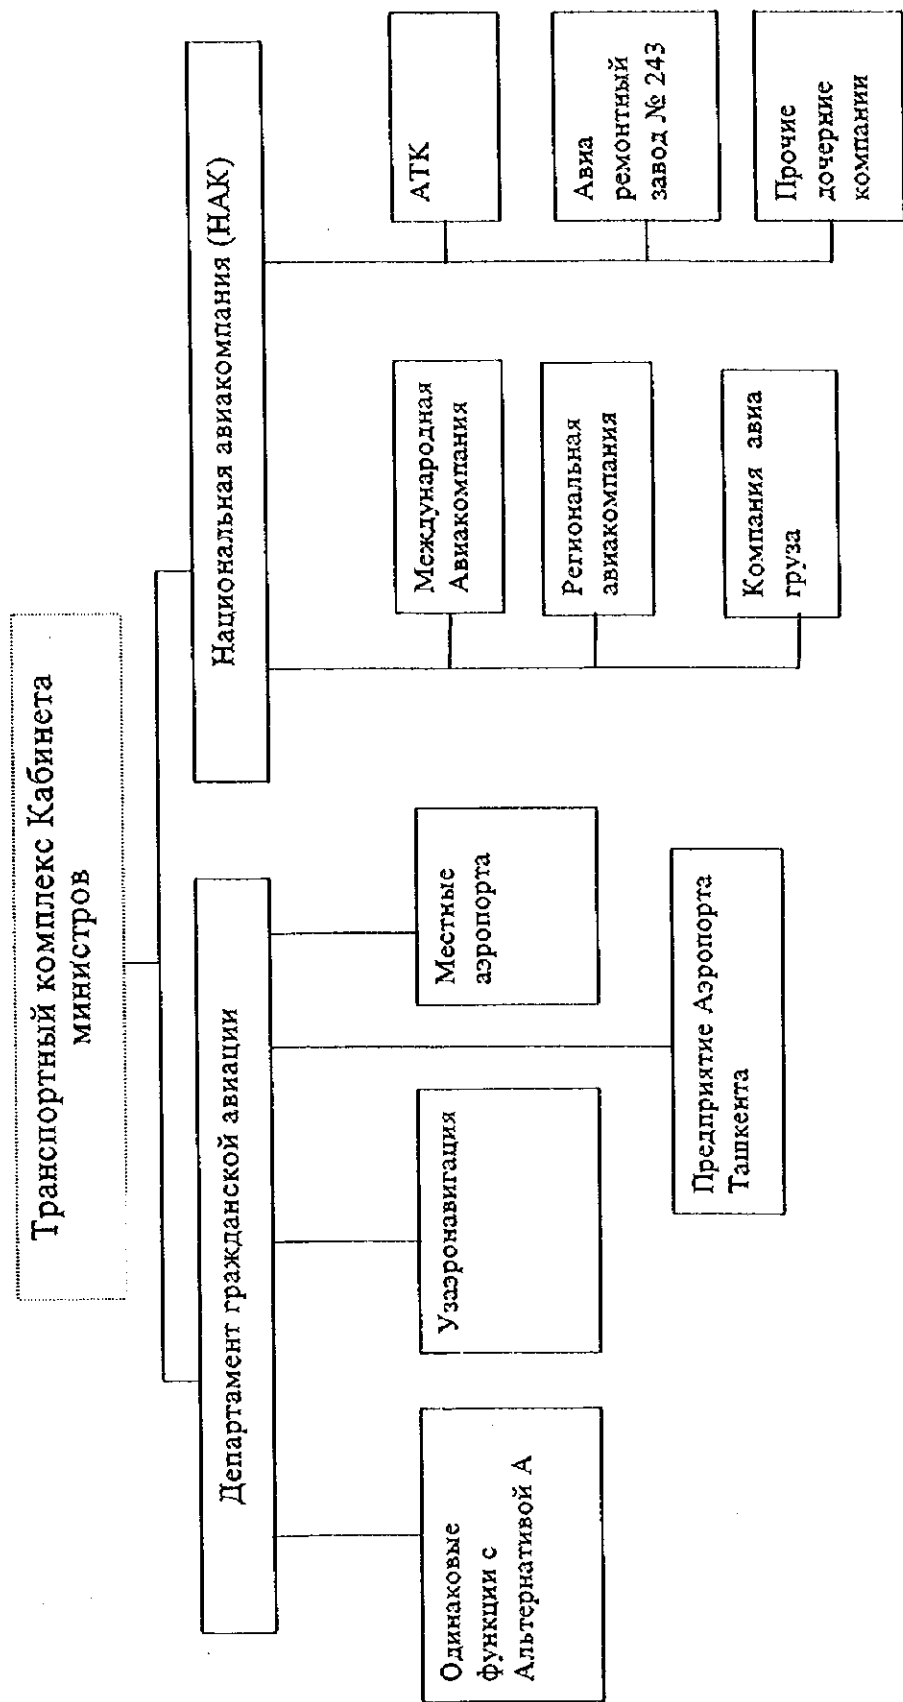 Транспортный комплекс Кабинета
министров
Департамент гражданской авиации
Национальная авиакомпания (НАК)
Одинаковые
функции с
Альтернативой А
Узаэронавигация
Местные
аэропорта
Предприятие Аэропорта
Ташкента
Международная
Авиакомпания
Региональная
авиакомпания
Компания авиа
груза
АТК
Авиа
ремонтный
завод № 243
Прочие
дочерние
компании